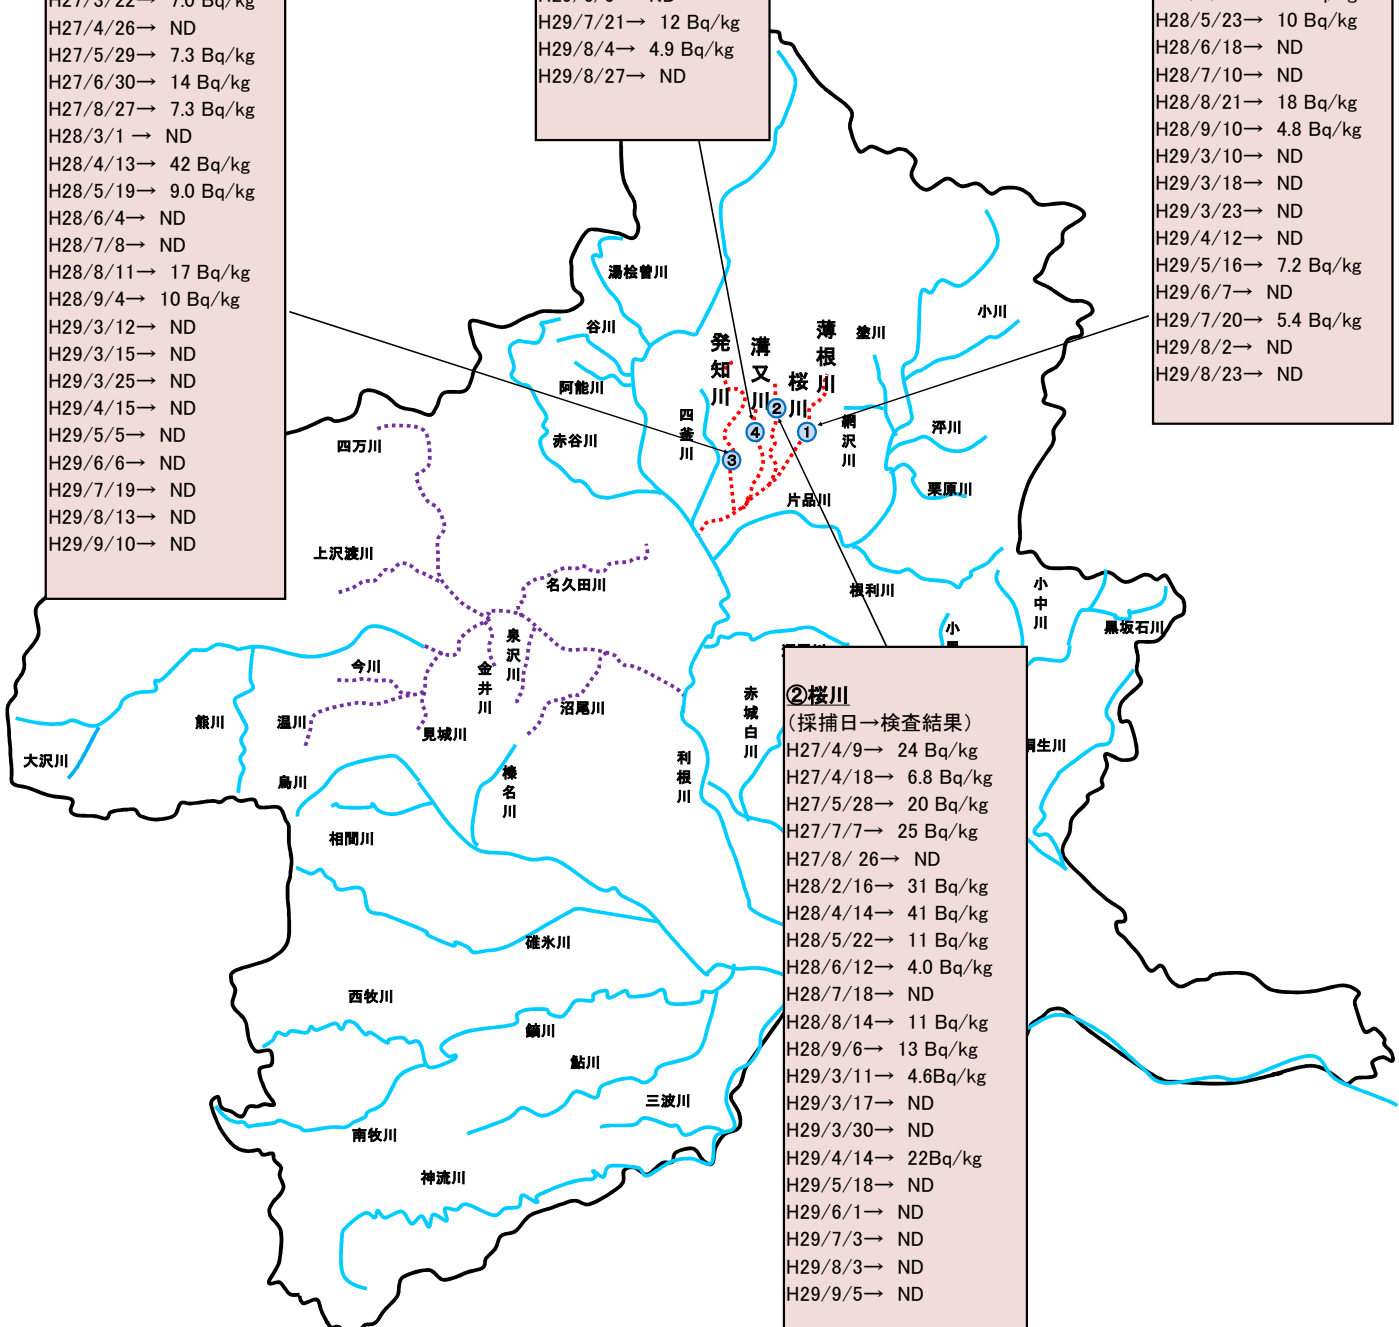 H27/3/22→ 7.0 Bq/kg
H27/4/26→ ND
H27/5/29→ 7.3 Bq/kg
H27/6/30→ 14 Bq/kg
H27/8/27→ 7.3 Bq/kg
H28/3/1 → ND
H28/4/13→ 42 Bq/kg
H28/5/19→ 9.0 Bq/kg
H28/6/4→ ND
H28/7/8→ ND
H28/8/11→ 17 Bq/kg
H28/9/4→ 10 Bq/kg
H29/3/12→ ND
H29/3/15→ ND
H29/3/25→ ND
H29/4/15→ ND
H29/5/5→ ND
H29/6/6→ ND
H29/7/19→ ND
H29/8/13→ ND
H29/9/10→ ND
H29/7/21→ 12 Bq/kg
H29/8/4→ 4.9 Bq/kg
H29/8/27→ ND
H28/5/23→ 10 Bq/kg
H28/6/18→ ND
H28/7/10→ ND
H28/8/21→ 18 Bq/kg
H28/9/10→ 4.8 Bq/kg
H29/3/10→ ND
H29/3/18→ ND
H29/3/23→ ND
H29/4/12→ ND
H29/5/16→ 7.2 Bq/kg
H29/6/7→ ND
H29/7/20→ 5.4 Bq/kg
H29/8/2→ ND
H29/8/23→ ND
湯桧曽川
谷川
阿能川
赤谷川
四釜川
発知川
溝又川
桜川
薄根川
塗川
小川
網沢川
泙川
栗原川
片品川
①
②
③
④
四万川
上沢渡川
名久田川
根利川
小中川
黒坂石川
小
今川
金井川
泉沢川
沼尾川
赤城白川
熊川
温川
見城川
大沢川
烏川
榛名川
利根川
桐生川
相間川
碓氷川
西牧川
鏑川
鮎川
三波川
南牧川
神流川
②桜川
(採捕日→検査結果)
H27/4/9→ 24 Bq/kg
H27/4/18→ 6.8 Bq/kg
H27/5/28→ 20 Bq/kg
H27/7/7→ 25 Bq/kg
H27/8/ 26→ ND
H28/2/16→ 31 Bq/kg
H28/4/14→ 41 Bq/kg
H28/5/22→ 11 Bq/kg
H28/6/12→ 4.0 Bq/kg
H28/7/18→ ND
H28/8/14→ 11 Bq/kg
H28/9/6→ 13 Bq/kg
H29/3/11→ 4.6Bq/kg
H29/3/17→ ND
H29/3/30→ ND
H29/4/14→ 22Bq/kg
H29/5/18→ ND
H29/6/1→ ND
H29/7/3→ ND
H29/8/3→ ND
H29/9/5→ ND